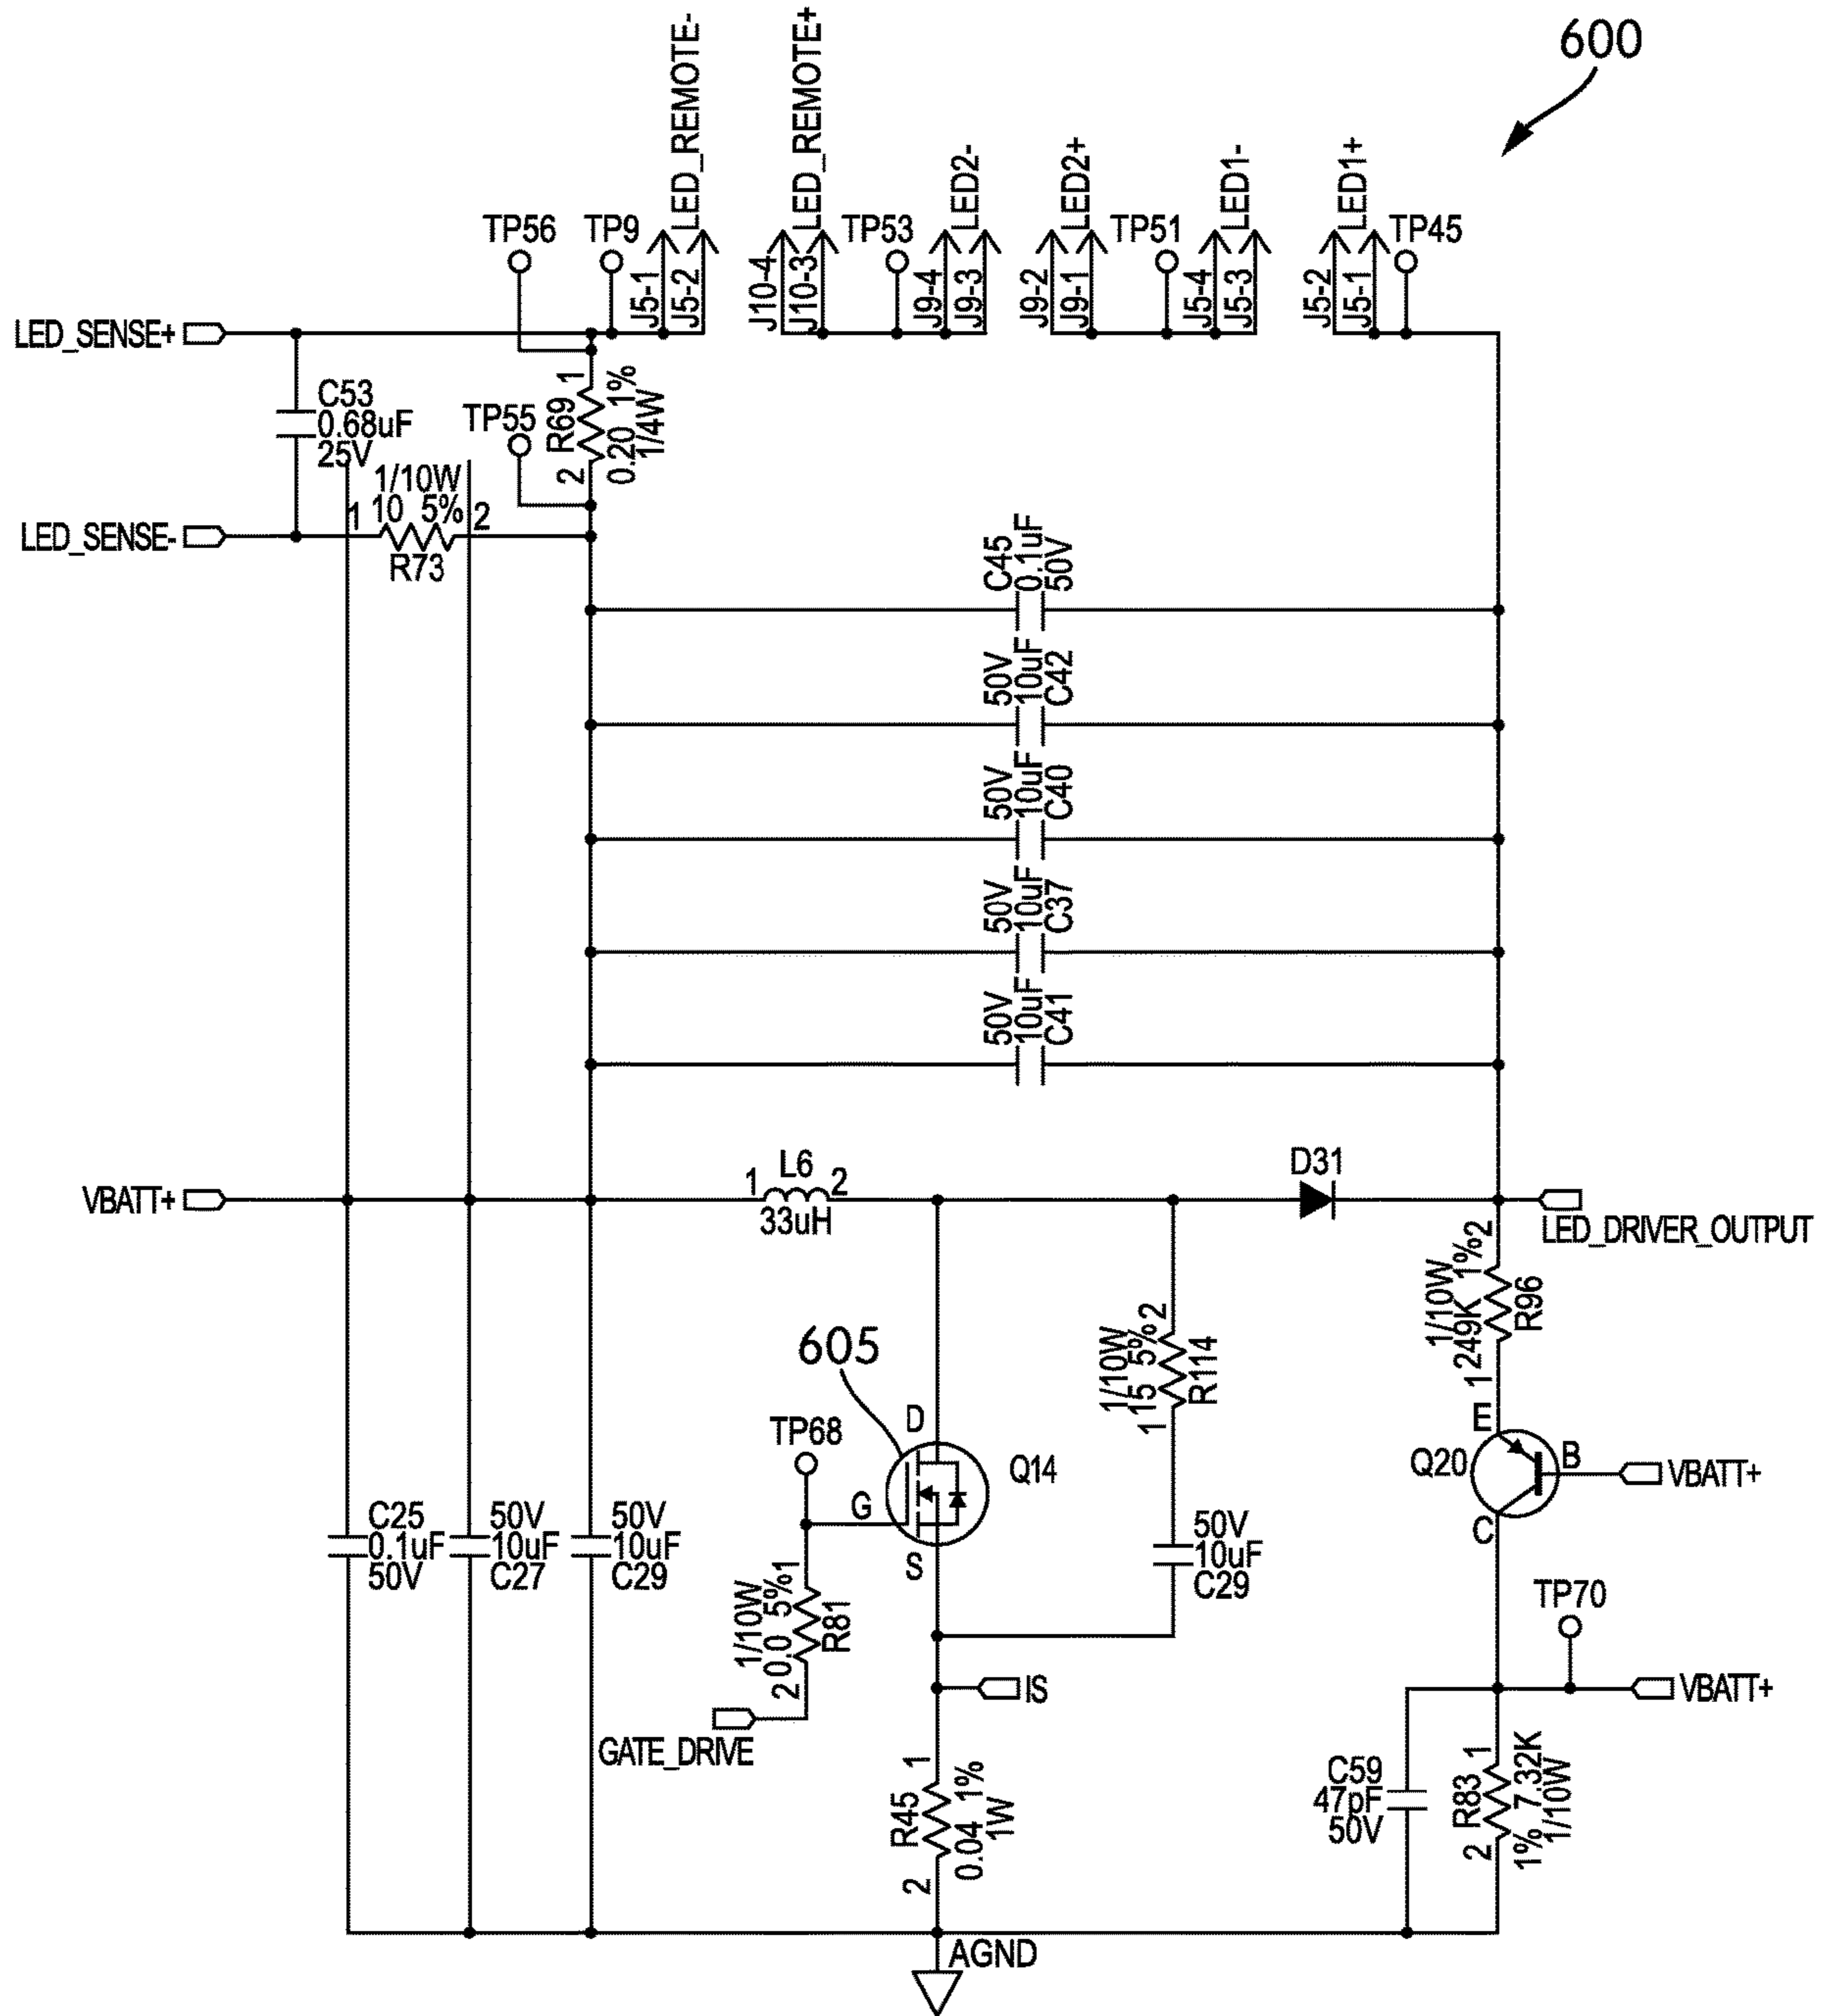 600
LED_REMOTE-
LED_REMOTE+
LED2-
LED2+
LED1-
LED1+
TP56
TP9
TP53
TP51
TP45
J5-1
J5-2
J10-4
J10-3
J9-4
J9-3
J9-2
J9-1
J5-4
J5-3
J5-2
J5-1
LED_SENSE+
C53
0.68uF
25V
TP55
1
R69
2
0.20 1%
1/4W
LED_SENSE-
1/10W
1 10 5% 2
R73
C45
0.1uF
50V
50V
10uF
C42
50V
10uF
C40
50V
10uF
C37
50V
10uF
C41
VBATT+
1 L6 2
33uH
D31
LED_DRIVER_OUTPUT
1/10W
1 249K 1% 2
R96
605
1/10W
1 15 5% 2
R114
TP68
D
G
S
Q14
E
Q20
B
C
VBATT+
C25
0.1uF
50V
50V
10uF
C27
50V
10uF
C29
50V
10uF
C29
1/10W
2 0.0 5% 1
R81
TP70
IS
VBATT+
GATE_DRIVE
1
R45
2
0.04 1%
1W
C59
47pF
50V
1
R83
2
1% 7.32K
1/10W
AGND